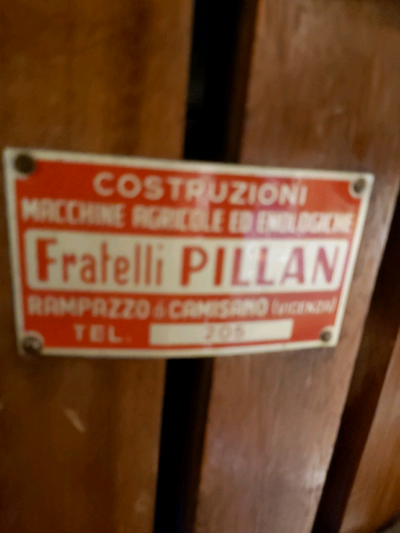 COSTRUZIONI
MACCHINE AGRICOLE ED ENOLOGICHE
Fratelli PILLAN
RAMPAZZO di CAMISANO (VICENZA)
TEL. 205